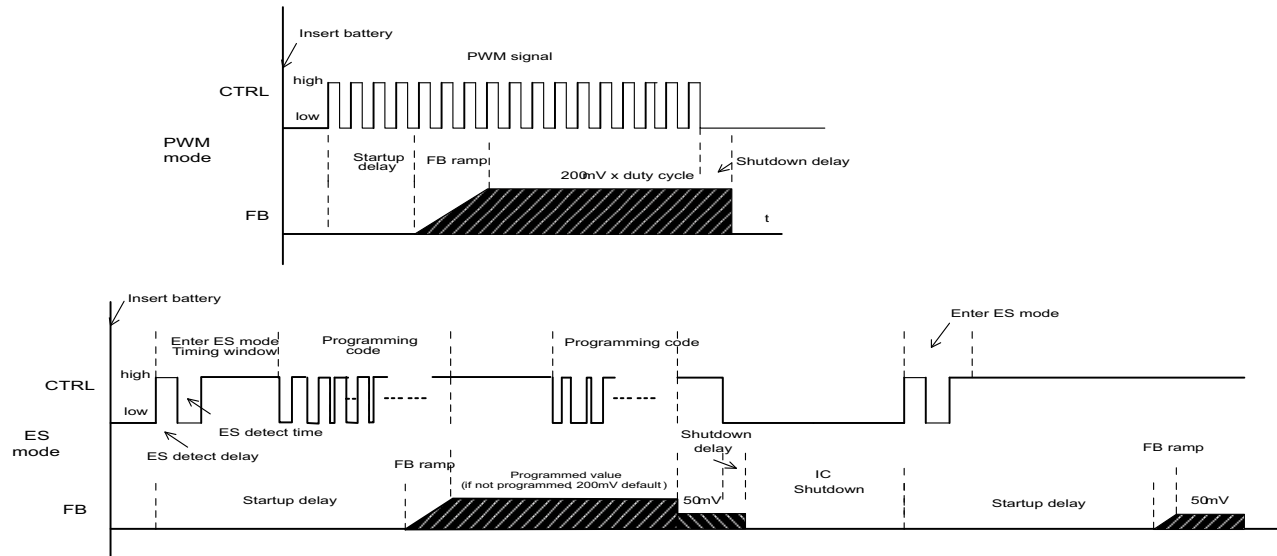 Insert battery
PWM signal
high
CTRL
low
PWM
mode
Startup
delay
FB ramp
Shutdown delay
200mV x duty cycle
FB
t
Insert battery
Enter ES mode
Enter ES mode
Timing window
Programming
code
Programming code
high
CTRL
low
ES
mode
ES detect time
ES detect delay
Shutdown
delay
FB ramp
Programmed value
(if not programmed, 200mV default)
50mV
IC
Shutdown
FB ramp
Startup delay
Startup delay
50mV
FB